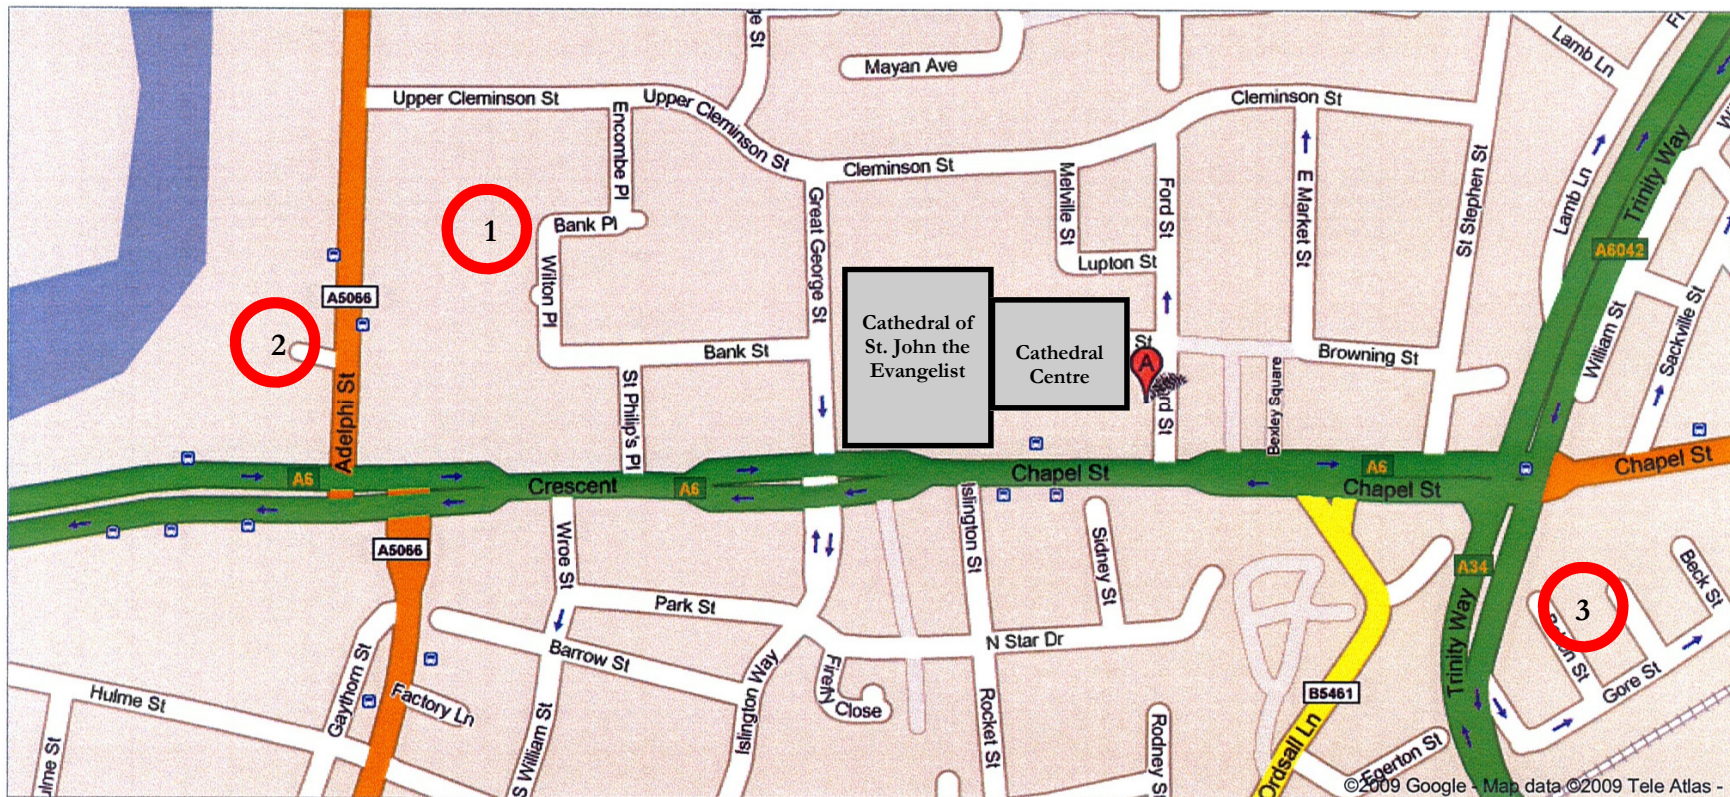 Mayan Ave
Lamb Ln
Upper Cleminson St
Upper Cleminson St
Cleminson St
Cleminson St
Encombe Pl
Melville St
Ford St
E Market St
St Stephen St
Lamb Ln
Trinity Way
A6042
1
Bank Pl
Great George St
Lupton St
Wilton Pl
A5066
2
Cathedral of
St. John the
Evangelist
Cathedral
Centre
St
A
Bank St
Browning St
William St
Sackville St
Adelphi St
St Philip's Pl
Bexley Square
A6
Crescent
A6
Chapel St
A6
Chapel St
Chapel St
A5066
Wroe St
Islington St
Sidney St
A34
Beck St
3
Park St
N Star Dr
Barrow St
Trinity Way
Gore St
Gaythorn St
Factory Ln
Hulme St
Firefly Close
Islington Way
Rocket St
Rodney St
B5461
Ordsall Ln
Egerton St
S William St
©2009 Google - Map data ©2009 Tele Atlas -